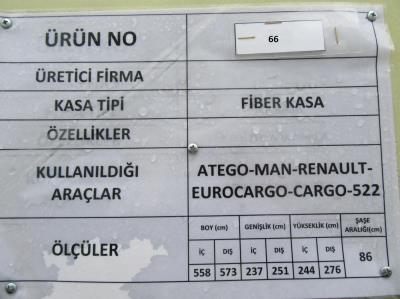 ÜRÜN NO 66
ÜRETİCİ FİRMA
KASA TİPİ FİBER KASA
ÖZELLİKLER
KULLANILDIĞI ARAÇLAR
ATEGO-MAN-RENAULT-
EUROCARGO-CARGO-522
ÖLÇÜLER
BOY (cm) GENİŞLİK (cm) YÜKSEKLİK (cm) ŞAŞE ARALIĞI(cm)
İÇ DIŞ İÇ DIŞ İÇ DIŞ
558 573 237 251 244 276 86